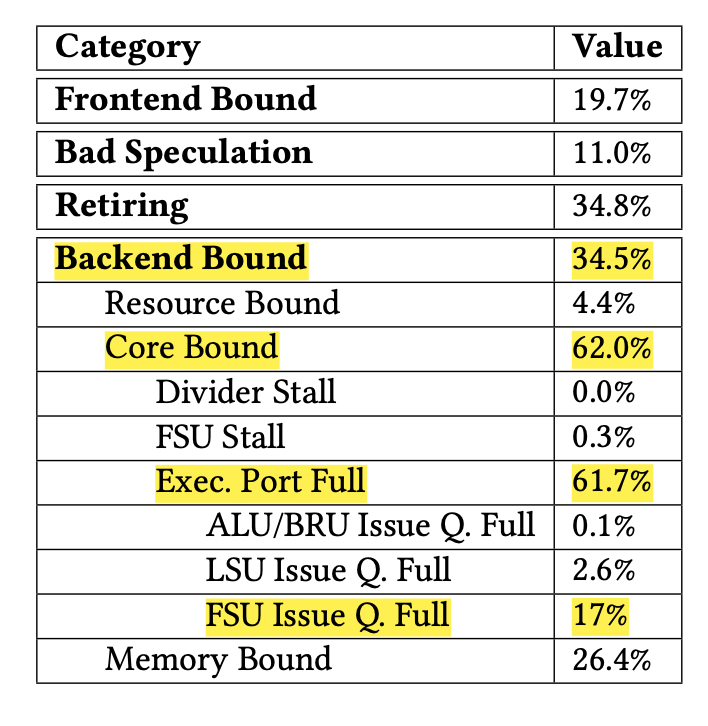 Category Value
Frontend Bound 19.7%
Bad Speculation 11.0%
Retiring 34.8%
Backend Bound 34.5%
Resource Bound 4.4%
Core Bound 62.0%
Divider Stall 0.0%
FSU Stall 0.3%
Exec. Port Full 61.7%
ALU/BRU Issue Q. Full 0.1%
LSU Issue Q. Full 2.6%
FSU Issue Q. Full 17%
Memory Bound 26.4%